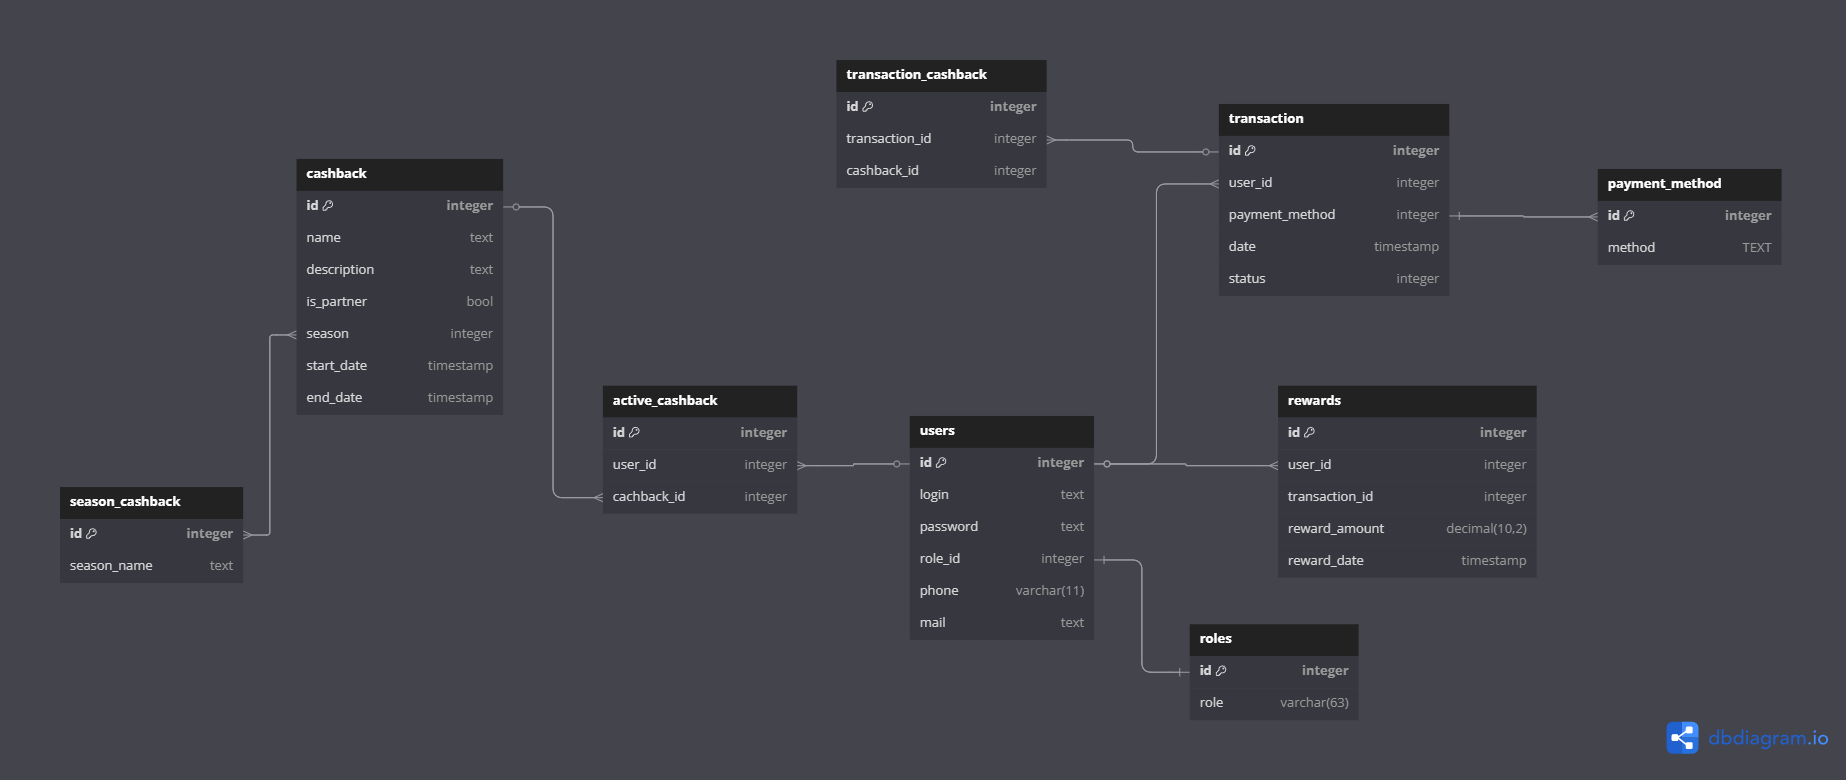 transaction_cashback
id integer
transaction_id integer
cashback_id integer
transaction
id integer
user_id integer
payment_method integer
date timestamp
status integer
payment_method
id integer
method TEXT
cashback
id integer
name text
description text
is_partner bool
season integer
start_date timestamp
end_date timestamp
active_cashback
id integer
user_id integer
cachback_id integer
users
id integer
login text
password text
role_id integer
phone varchar(11)
mail text
rewards
id integer
user_id integer
transaction_id integer
reward_amount decimal(10,2)
reward_date timestamp
season_cashback
id integer
season_name text
roles
id integer
role varchar(63)
dbdiagram.io